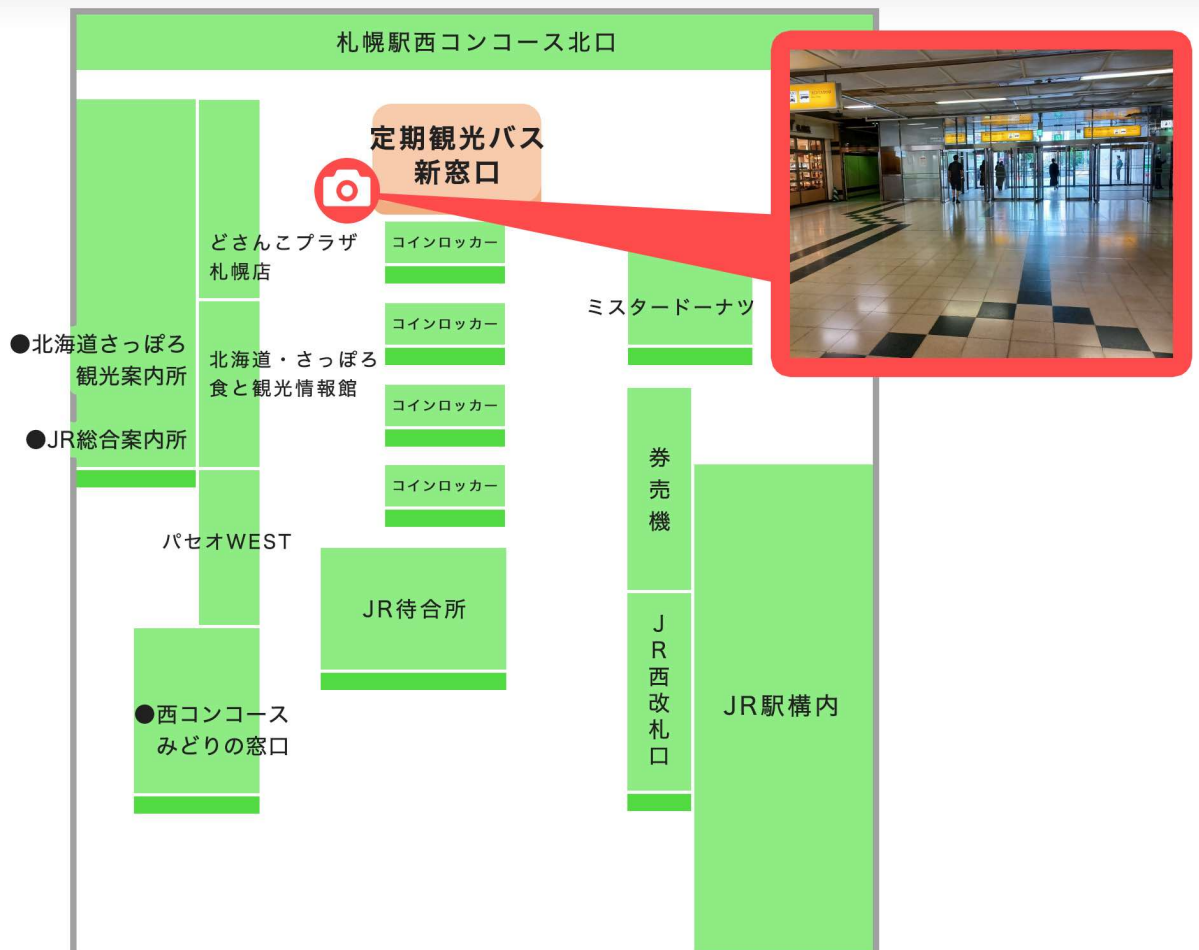 札幌駅西コンコース北口
定期観光バス
新窓口
コインロッカー
どさんこプラザ
札幌店
ミスタードーナツ
コインロッカー
●北海道さっぽろ
観光案内所
北海道・さっぽろ
食と観光情報館
コインロッカー
●JR総合案内所
券売機
コインロッカー
パセオWEST
JR待合所
JR西改札口
JR駅構内
●西コンコース
みどりの窓口